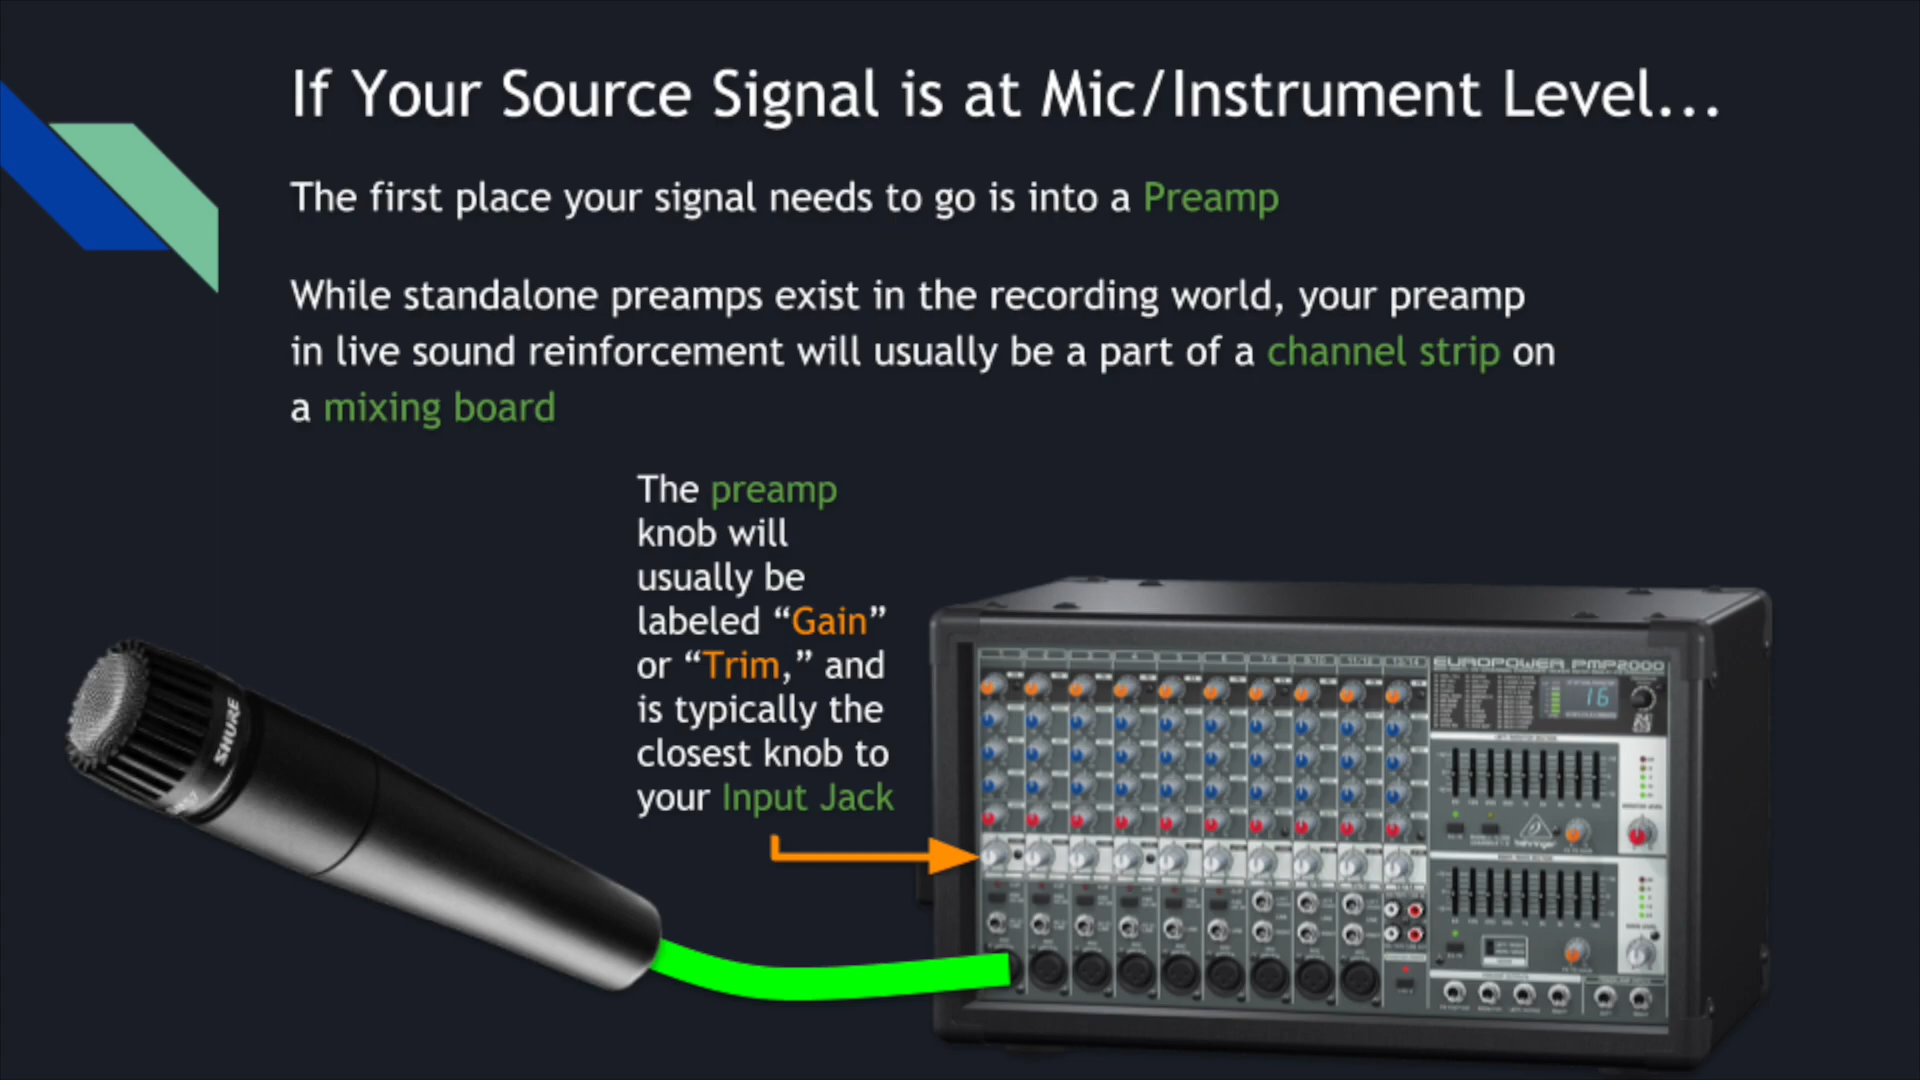 If Your Source Signal is at Mic/Instrument Level...
The first place your signal needs to go is into a Preamp
While standalone preamps exist in the recording world, your preamp
in live sound reinforcement will usually be a part of a channel strip on
a mixing board
The preamp
knob will
usually be
labeled “Gain”
or “Trim,” and
is typically the
closest knob to
your Input Jack
SHURE
EUROPOWER PMP2000
16
behringer